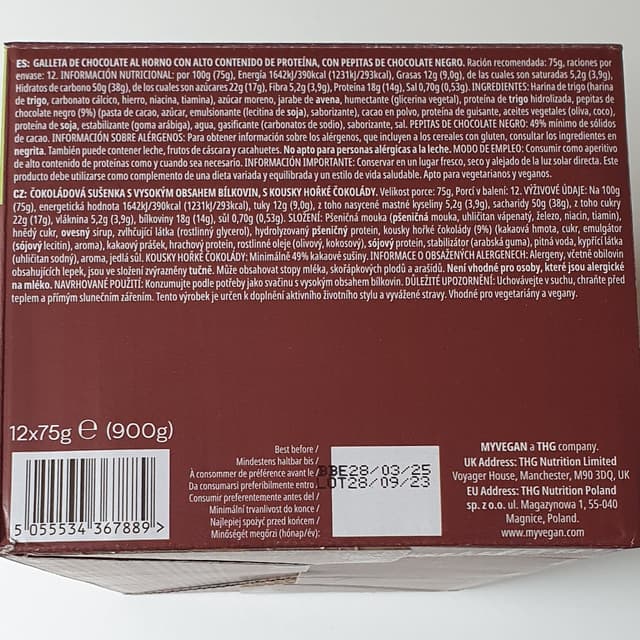 ES: GALLETA DE CHOCOLATE AL HORNO CON ALTO CONTENIDO DE PROTEÍNA, CON PEPITAS DE CHOCOLATE NEGRO. Ración recomendada: 75g, raciones por
envase: 12. INFORMACIÓN NUTRICIONAL: por 100g (75g), Energía 1642kJ/390kcal (1231kJ/293kcal), Grasas 12g (9,0g), de las cuales son saturadas 5,2g (3,9g),
Hidratos de carbono 50g (38g), de los cuales son azúcares 22g (17g), Fibra 5,2g (3,9g), Proteína 18g (14g), Sal 0,70g (0,53g). INGREDIENTES: Harina de trigo (harina
de trigo, carbonato cálcico, hierro, niacina, tiamina), azúcar moreno, jarabe de avena, humectante (glicerina vegetal), proteína de trigo hidrolizada, pepitas de
chocolate negro (9%) (pasta de cacao, azúcar, emulsionante (lecitina de soja), saborizante), cacao en polvo, proteína de guisante, aceites vegetales (oliva, coco),
proteína de soja, estabilizante (goma arábiga), agua, gasificante (carbonatos de sodio), saborizante, sal. PEPITAS DE CHOCOLATE NEGRO: 49% mínimo de sólidos
de cacao. INFORMACIÓN SOBRE ALÉRGENOS: Para obtener información sobre los alérgenos, que incluyen a los cereales con gluten, consultar los ingredientes en
negrita. También puede contener leche, frutos de cáscara y cacahuetes. No apto para personas alérgicas a la leche. MODO DE EMPLEO: Consumir como aperitivo
de alto contenido de proteínas como y cuando sea necesario. INFORMACIÓN IMPORTANTE: Conservar en un lugar fresco, seco y alejado de la luz solar directa. Este
producto debe utilizarse como complemento de una dieta variada y equilibrada y un estilo de vida saludable. Apto para vegetarianos y veganos.
CZ: ČOKOLÁDOVÁ SUŠENKA S VYSOKÝM OBSAHEM BÍLKOVIN, S KOUSKY HOŘKÉ ČOKOLÁDY. Velikost porce: 75g, Porcí v balení: 12. VÝŽIVOVÉ ÚDAJE: Na 100g
(75g), energetická hodnota 1642kJ/390kcal (1231kJ/293kcal), tuky 12g (9,0g), z toho nasycené mastné kyseliny 5,2g (3,9g), sacharidy 50g (38g), z toho cukry
22g (17g), vláknina 5,2g (3,9g), bílkoviny 18g (14g), sůl 0,70g (0,53g). SLOŽENÍ: Pšeničná mouka (pšeničná mouka, uhličitan vápenatý, železo, niacin, tiamin),
hnědý cukr, ovesný sirup, zvlhčující látka (rostlinný glycerol), hydrolyzovaný pšeničný protein, kousky hořké čokolády (9%) (kakaová hmota, cukr, emulgátor
(sójový lecitin), aroma), kakaový prášek, hrachový protein, rostlinné oleje (olivový, kokosový), sójový protein, stabilizátor (arabská guma), pitná voda, kypřící látka
(uhličitan sodný), aroma, jedlá sůl. KOUSKY HOŘKÉ ČOKOLÁDY: Minimálně 49% kakaové sušiny. INFORMACE O OBSAŽENÝCH ALERGENECH: Alergeny, včetně obilovin
obsahujících lepek, jsou ve složení zvýrazněny tučně. Může obsahovat stopy mléka, skořápkových plodů a arašídů. Není vhodné pro osoby, které jsou alergické
na mléko. NAVRHOVANÉ POUŽITÍ: Konzumujte podle potřeby jako svačinu s vysokým obsahem bílkovin. DŮLEŽITÉ UPOZORNĚNÍ: Uchovávejte v suchu, chraňte před
teplem a přímým slunečním zářením. Tento výrobek je určen k doplnění aktivního životního stylu a vyvážené stravy. Vhodné pro vegetariány a vegany.
12x75g e (900g)
5 055534 367889 >
Best before /
Mindestens haltbar bis /
À consommer de préférence avant le /
Da consumarsi preferibilmente entro /
Consumir preferentemente antes del /
Minimální trvanlivost do konce /
Najlepiej spożyć przed końcem /
Minőségét megőrzi (hónap/év):
BBE28/03/25
LOT28/09/23
MYVEGAN a THG company.
UK Address: THG Nutrition Limited
Voyager House, Manchester, M90 3DQ, UK
EU Address: THG Nutrition Poland
sp. z o.o. ul. Magazynowa 1, 55-040
Magnice, Poland.
www.myvegan.com